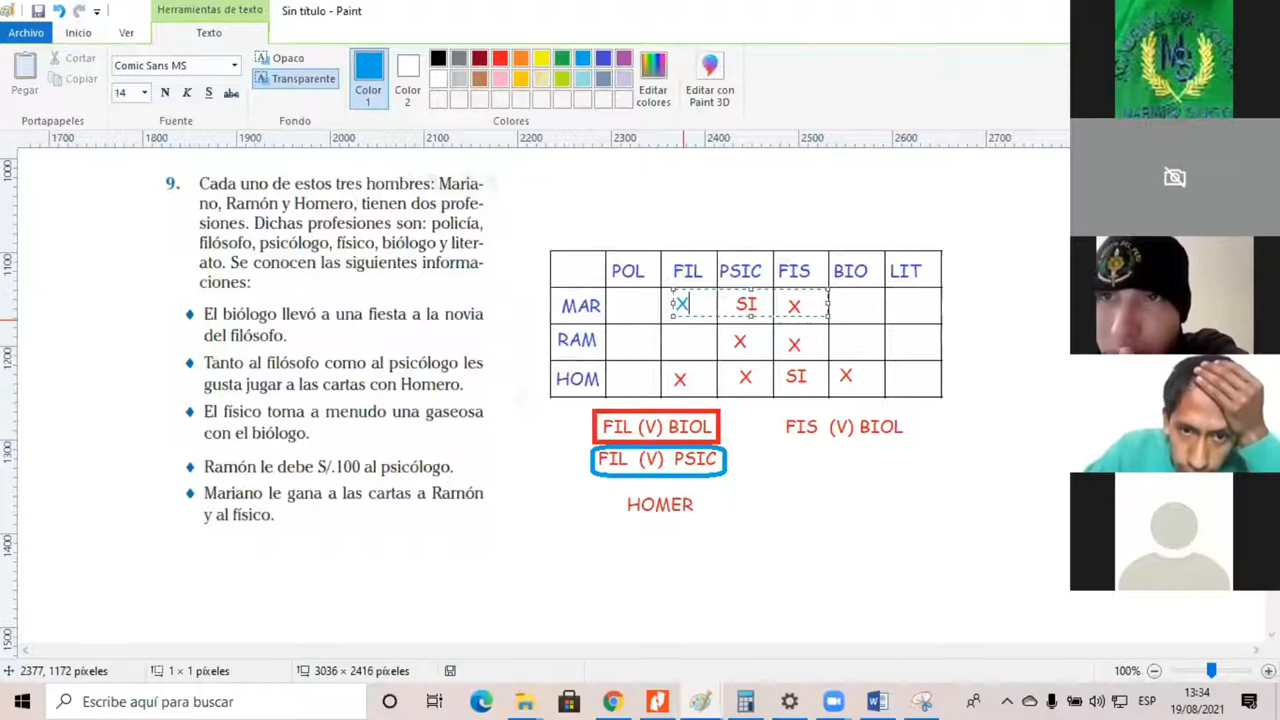 Herramientas de texto
Sin título - Paint
Archivo Inicio Ver Texto
Pegar
Cortar
Copiar
Portapapeles
Comic Sans MS
14 N K S abc
Fuente
Opaco
Transparente
Fondo
Color 1
Color 2
Editar colores
Editar con Paint 3D
Colores
1700 1800 1900 2000 2100 2200 2300 2400 2500 2600 2700
1000
1100
1200
1300
1400
1500
9. Cada uno de estos tres hombres: Maria-
no, Ramón y Homero, tienen dos profe-
siones. Dichas profesiones son: policía,
filósofo, psicólogo, físico, biólogo y liter-
ato. Se conocen las siguientes informa-
ciones:
El biólogo llevó a una fiesta a la novia
del filósofo.
Tanto al filósofo como al psicólogo les
gusta jugar a las cartas con Homero.
El físico toma a menudo una gaseosa
con el biólogo.
Ramón le debe S/.100 al psicólogo.
Mariano le gana a las cartas a Ramón
y al físico.
POL FIL PSIC FIS BIO LIT
MAR X SI X
RAM X X
HOM X X SI X
FIL (V) BIOL FIS (V) BIOL
FIL (V) PSIC
HOMER
2377, 1172 píxeles 1 × 1 píxeles 3036 × 2416 píxeles 100%
Escribe aquí para buscar
ESP
13:34
19/08/2021